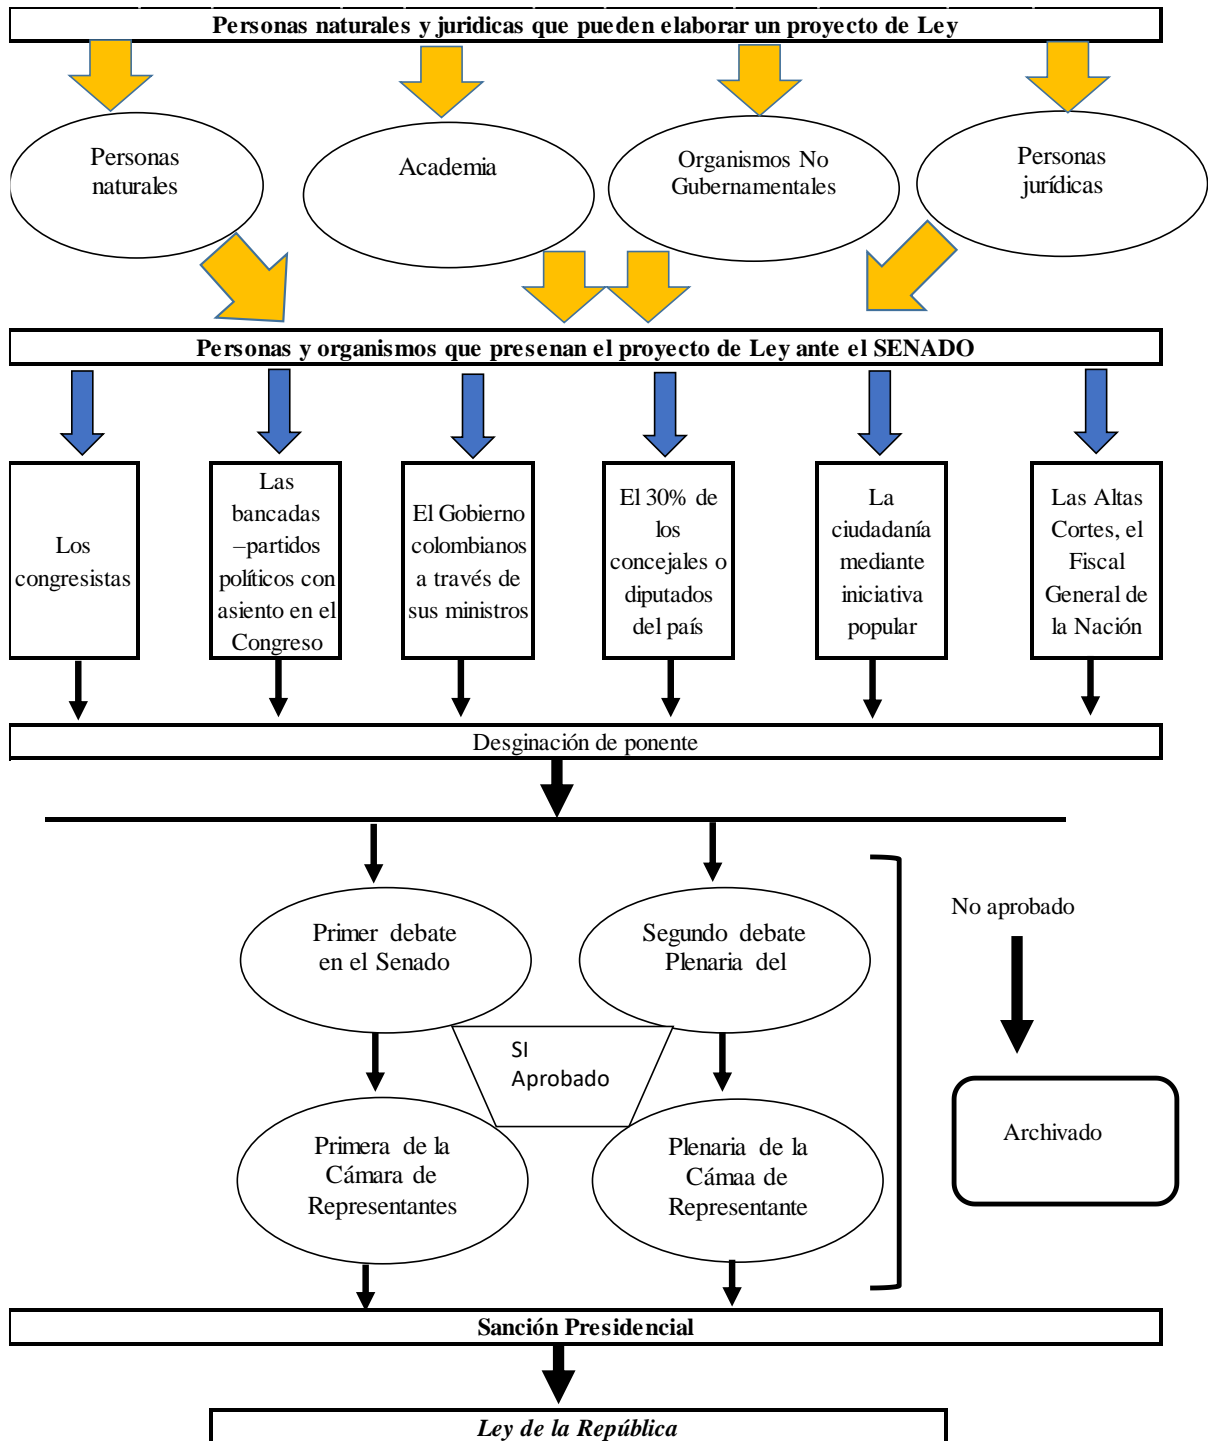 Personas naturales y juridicas que pueden elaborar un proyecto de Ley
Personas
naturales
Academia
Organismos No
Gubernamentales
Personas
jurídicas
Personas y organismos que presenan el proyecto de Ley ante el SENADO
Los
congresistas
Las
bancadas
–partidos
políticos con
asiento en el
Congreso
El Gobierno
colombianos
a través de
sus ministros
El 30% de
los
concejales o
diputados
del país
La
ciudadanía
mediante
iniciativa
popular
Las Altas
Cortes, el
Fiscal
General de
la Nación
Desginación de ponente
Primer debate
en el Senado
Segundo debate
Plenaria del
No aprobado
SI
Aprobado
Primera de la
Cámara de
Representantes
Plenaria de la
Cámaa de
Representante
Archivado
Sanción Presidencial
Ley de la República